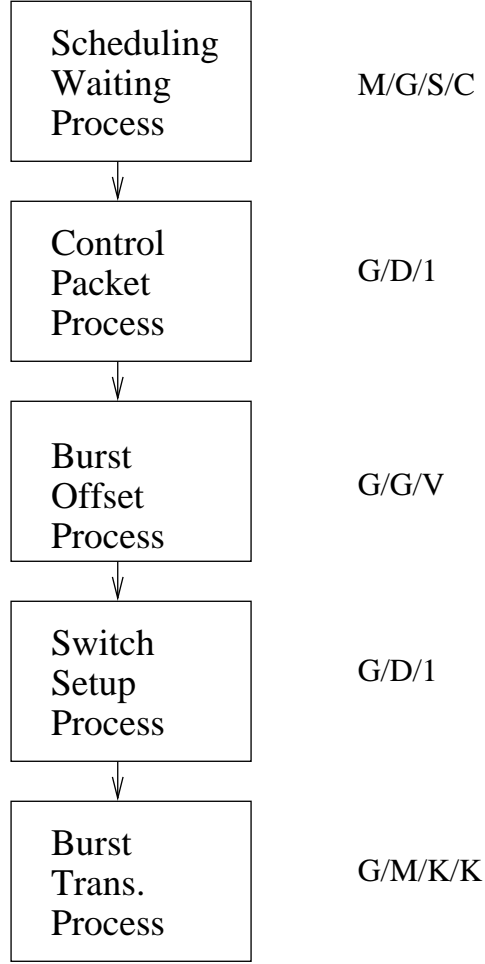 Scheduling
Waiting
Process
M/G/S/C
Control
Packet
Process
G/D/1
Burst
Offset
Process
G/G/V
Switch
Setup
Process
G/D/1
Burst
Trans.
Process
G/M/K/K